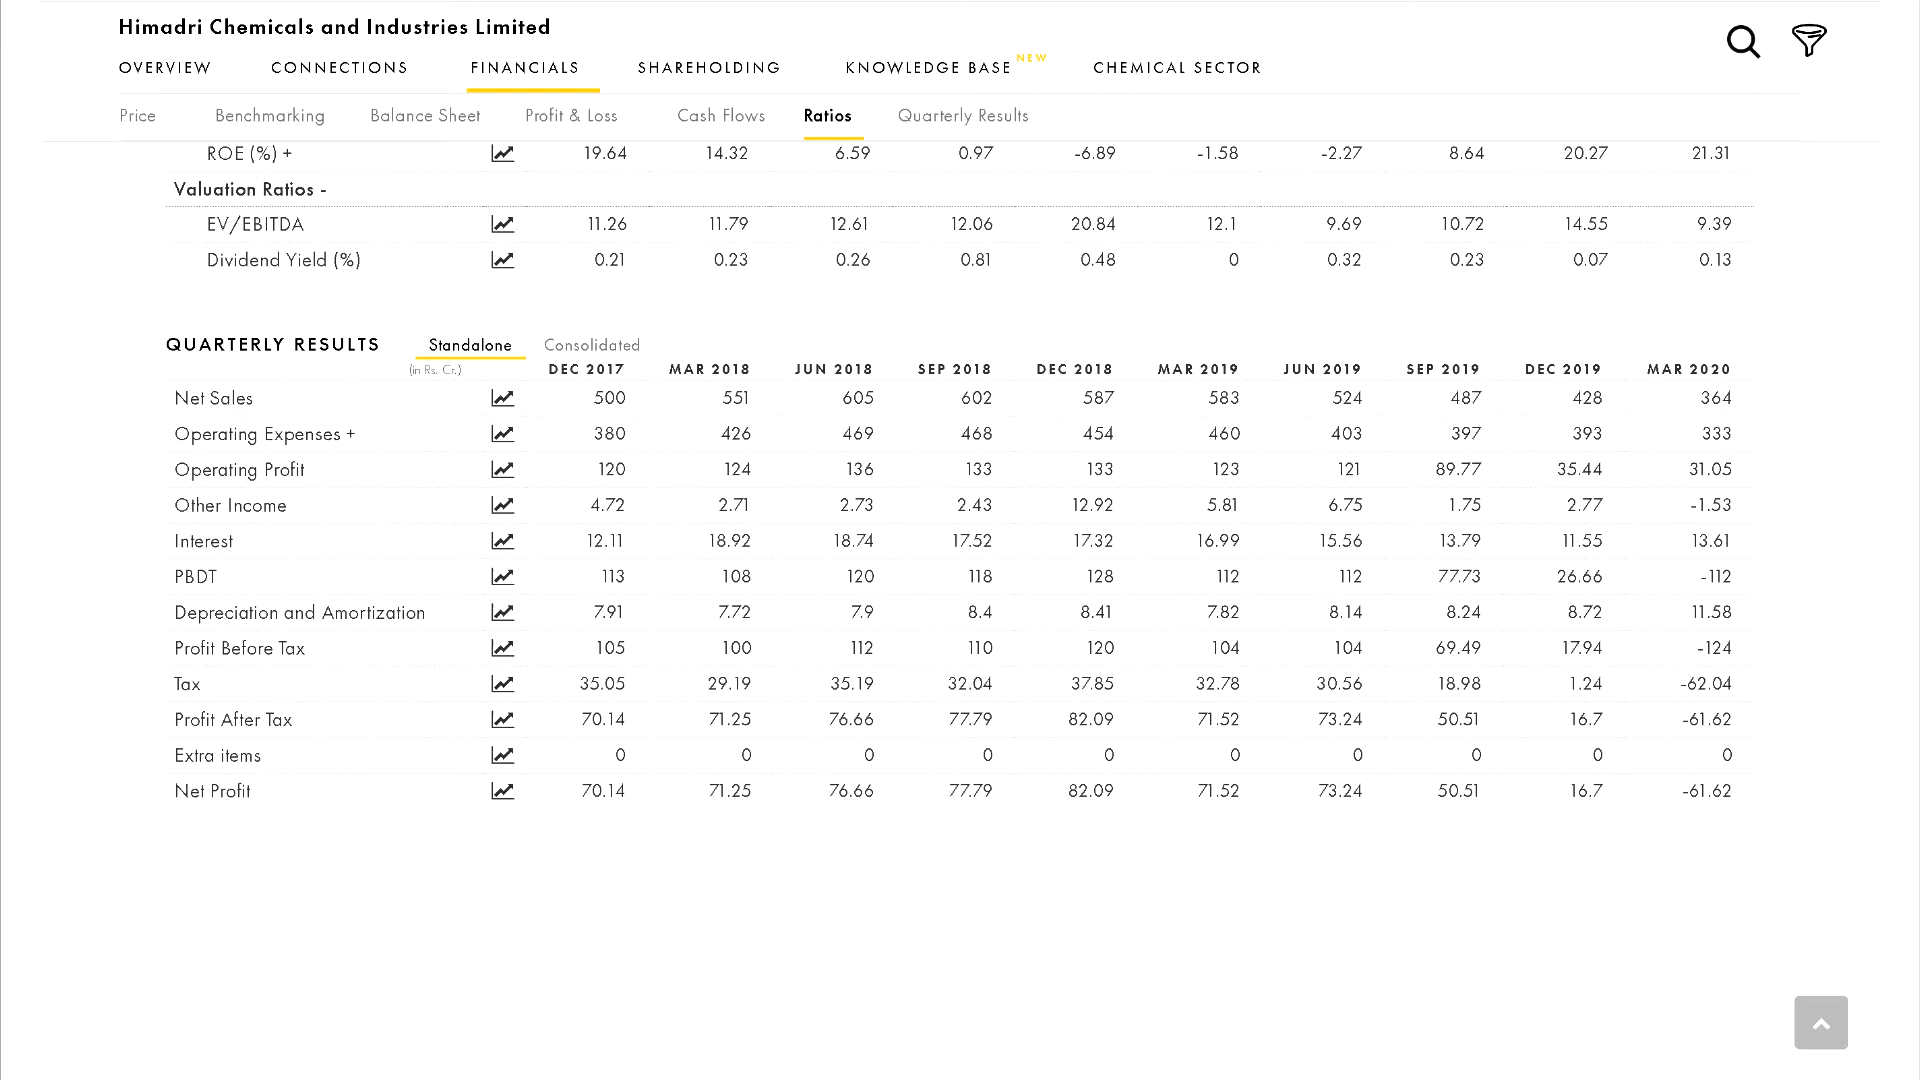 Himadri Chemicals and Industries Limited
OVERVIEW CONNECTIONS FINANCIALS SHAREHOLDING KNOWLEDGE BASE NEW CHEMICAL SECTOR
Price Benchmarking Balance Sheet Profit & Loss Cash Flows Ratios Quarterly Results
ROE (%) + 19.64 14.32 6.59 0.97 -6.89 -1.58 -2.27 8.64 20.27 21.31
Valuation Ratios -
EV/EBITDA 11.26 11.79 12.61 12.06 20.84 12.1 9.69 10.72 14.55 9.39
Dividend Yield (%) 0.21 0.23 0.26 0.81 0.48 0 0.32 0.23 0.07 0.13
QUARTERLY RESULTS Standalone Consolidated
(in Rs. Cr.) DEC 2017 MAR 2018 JUN 2018 SEP 2018 DEC 2018 MAR 2019 JUN 2019 SEP 2019 DEC 2019 MAR 2020
Net Sales 500 551 605 602 587 583 524 487 428 364
Operating Expenses + 380 426 469 468 454 460 403 397 393 333
Operating Profit 120 124 136 133 133 123 121 89.77 35.44 31.05
Other Income 4.72 2.71 2.73 2.43 12.92 5.81 6.75 1.75 2.77 -1.53
Interest 12.11 18.92 18.74 17.52 17.32 16.99 15.56 13.79 11.55 13.61
PBDT 113 108 120 118 128 112 112 77.73 26.66 -112
Depreciation and Amortization 7.91 7.72 7.9 8.4 8.41 7.82 8.14 8.24 8.72 11.58
Profit Before Tax 105 100 112 110 120 104 104 69.49 17.94 -124
Tax 35.05 29.19 35.19 32.04 37.85 32.78 30.56 18.98 1.24 -62.04
Profit After Tax 70.14 71.25 76.66 77.79 82.09 71.52 73.24 50.51 16.7 -61.62
Extra items 0 0 0 0 0 0 0 0 0 0
Net Profit 70.14 71.25 76.66 77.79 82.09 71.52 73.24 50.51 16.7 -61.62